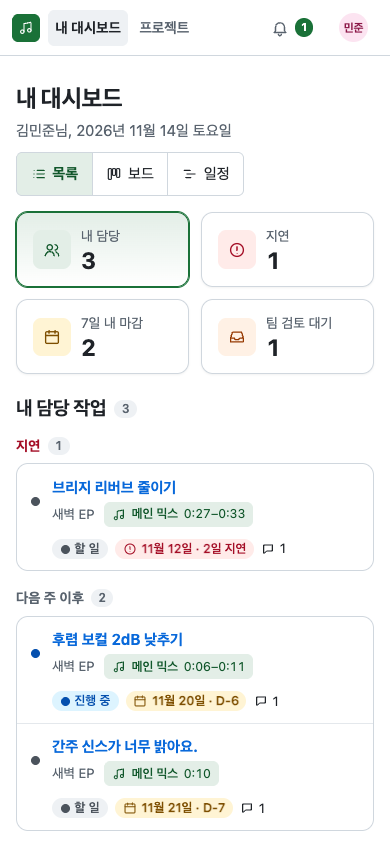 내 대시보드 프로젝트 1 민준
내 대시보드
김민준님, 2026년 11월 14일 토요일
목록 보드 일정
내 담당 3
지연 1
7일 내 마감 2
팀 검토 대기 1
내 담당 작업 3
지연 1
브리지 리버브 줄이기
새벽 EP 메인 믹스 0:27–0:33
할 일 11월 12일 · 2일 지연 1
다음 주 이후 2
후렴 보컬 2dB 낮추기
새벽 EP 메인 믹스 0:06–0:11
진행 중 11월 20일 · D-6 1
간주 신스가 너무 밝아요.
새벽 EP 메인 믹스 0:10
할 일 11월 21일 · D-7 1